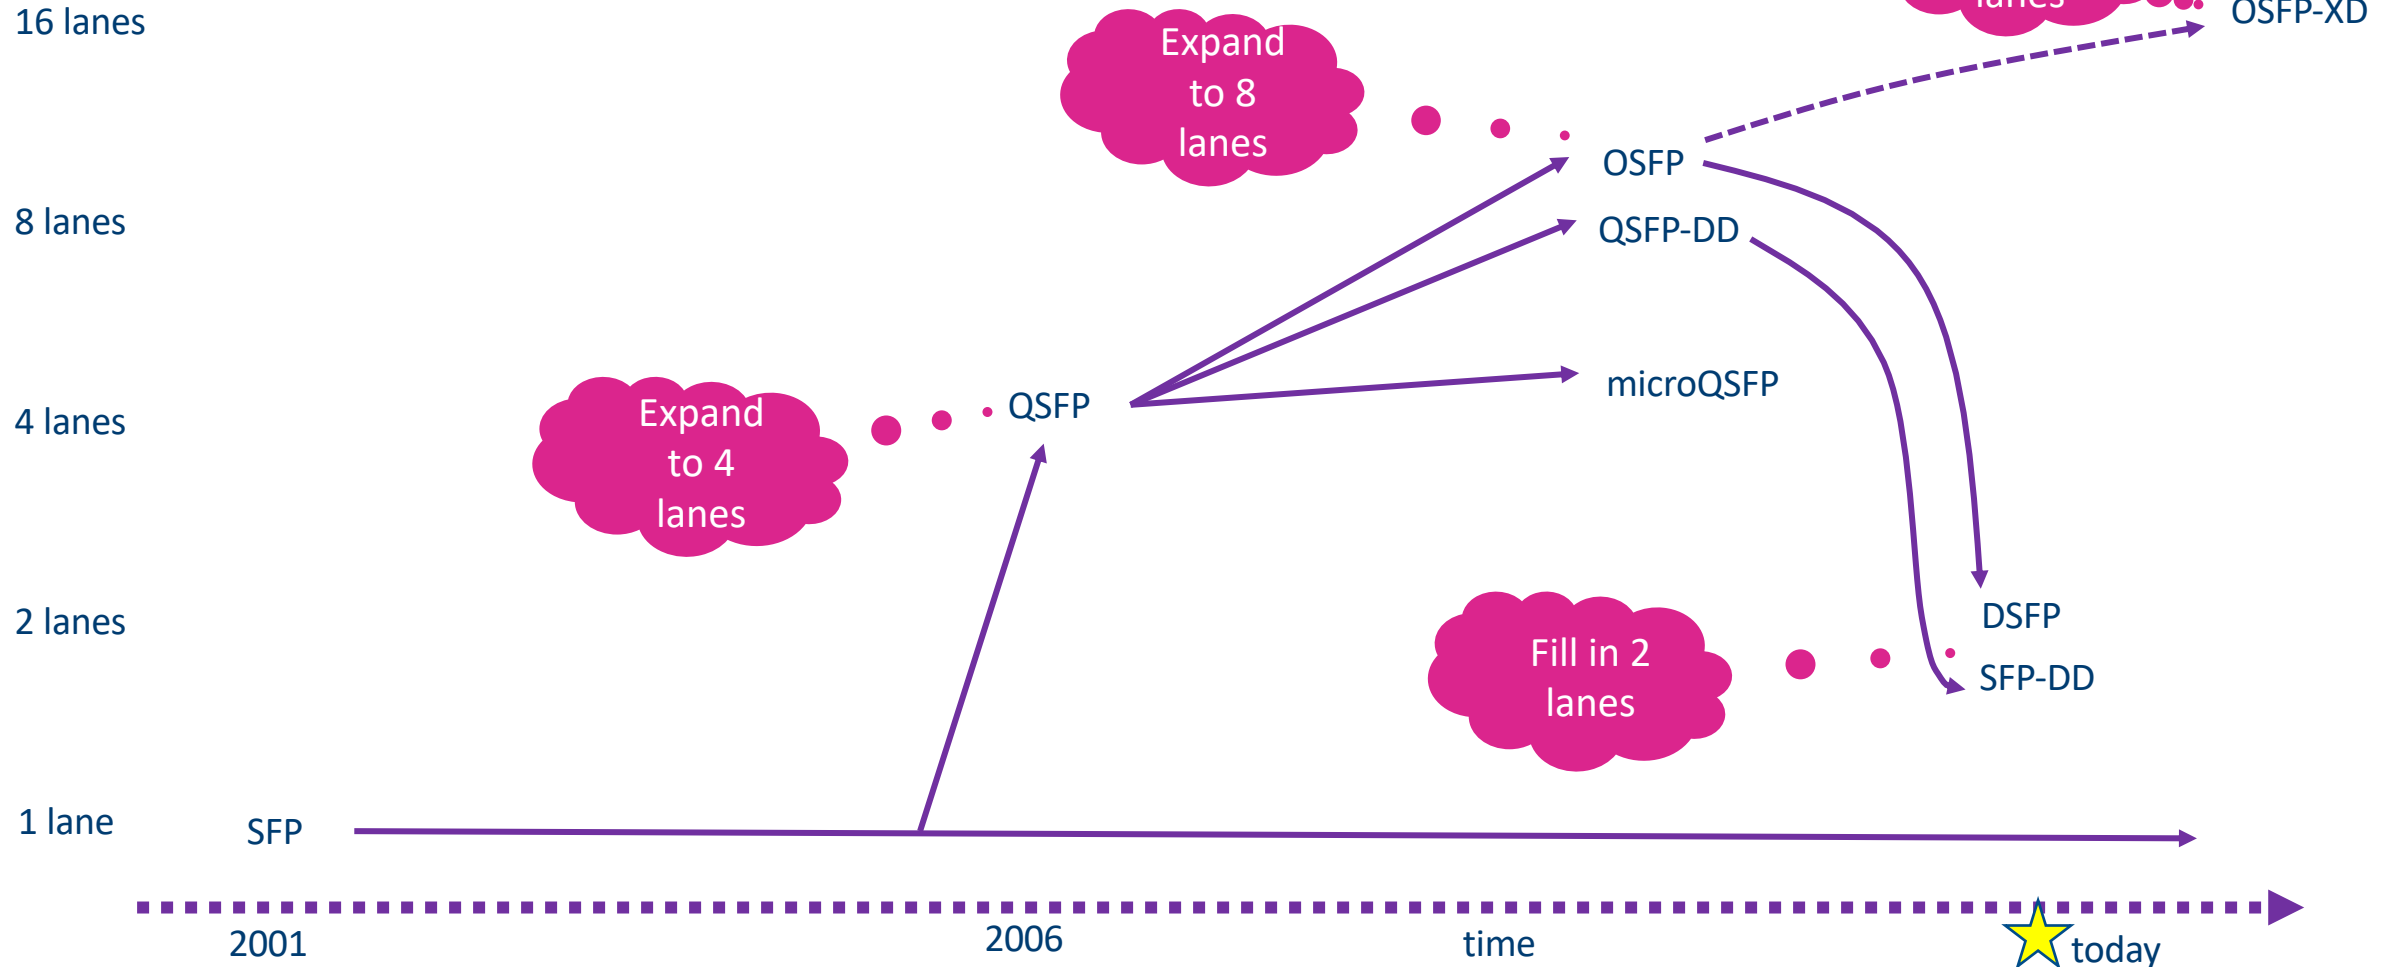 16 lanes
lanes
OSFP-XD
Expand
to 8
lanes
OSFP
8 lanes
QSFP-DD
microQSFP
Expand
to 4
lanes
QSFP
4 lanes
2 lanes
Fill in 2
lanes
DSFP
SFP-DD
1 lane
SFP
2001
2006
time
today